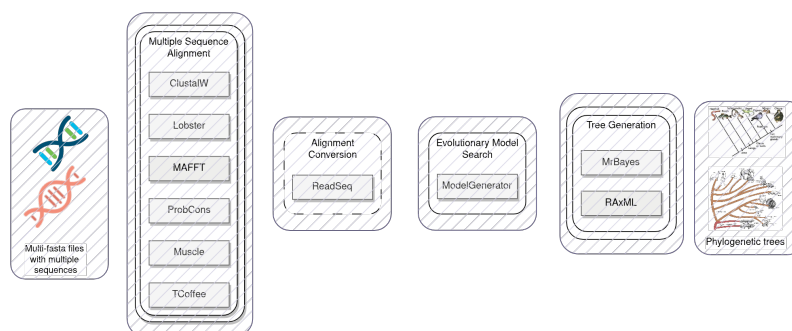 Multi-fasta files
with multiple
sequences
Multiple Sequence
Alignment
ClustalW
Lobster
MAFFT
ProbCons
Muscle
TCoffee
Alignment
Conversion
ReadSeq
Evolutionary Model
Search
ModelGenerator
Tree Generation
MrBayes
RAxML
Phylogenetic trees